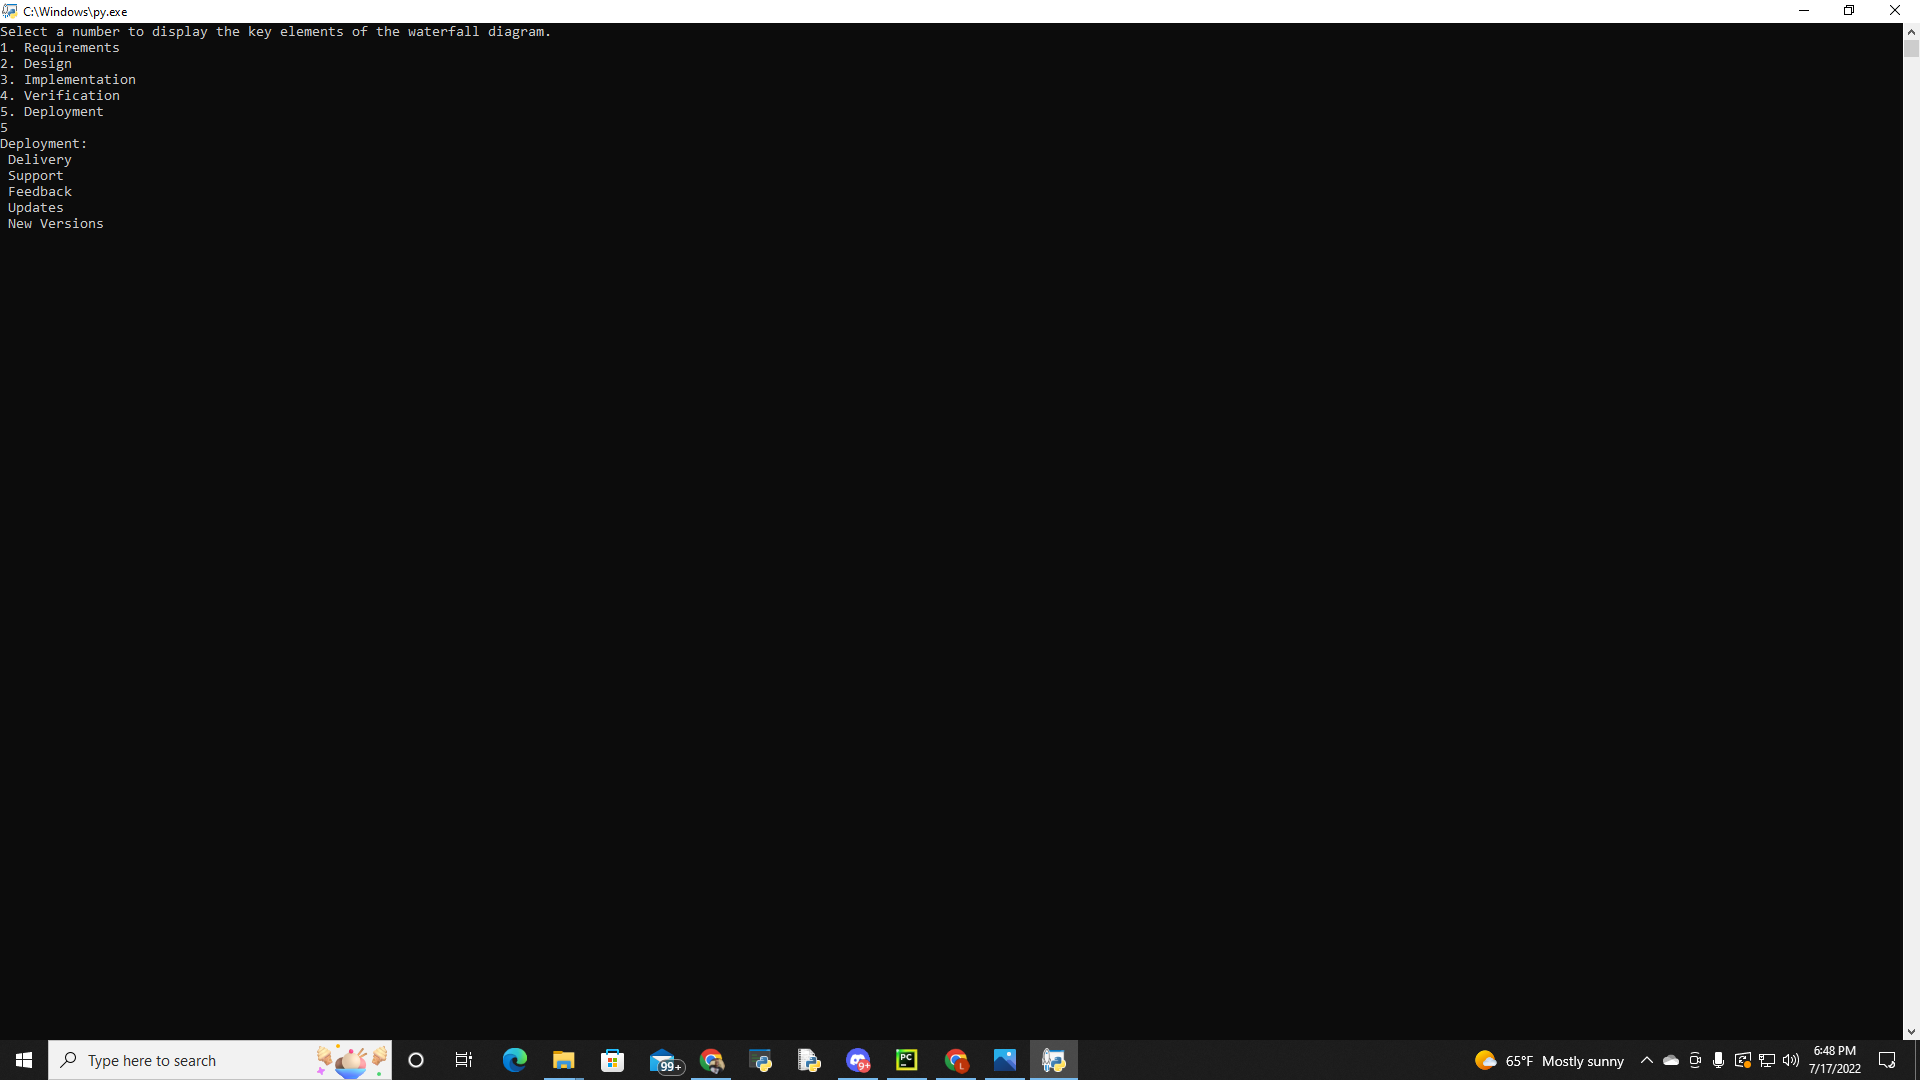 C:\Windows\py.exe
Select a number to display the key elements of the waterfall diagram.
1. Requirements
2. Design
3. Implementation
4. Verification
5. Deployment
5
Deployment:
Delivery
Support
Feedback
Updates
New Versions
Type here to search
99+
9+
PC
L
65°F Mostly sunny
6:48 PM
7/17/2022